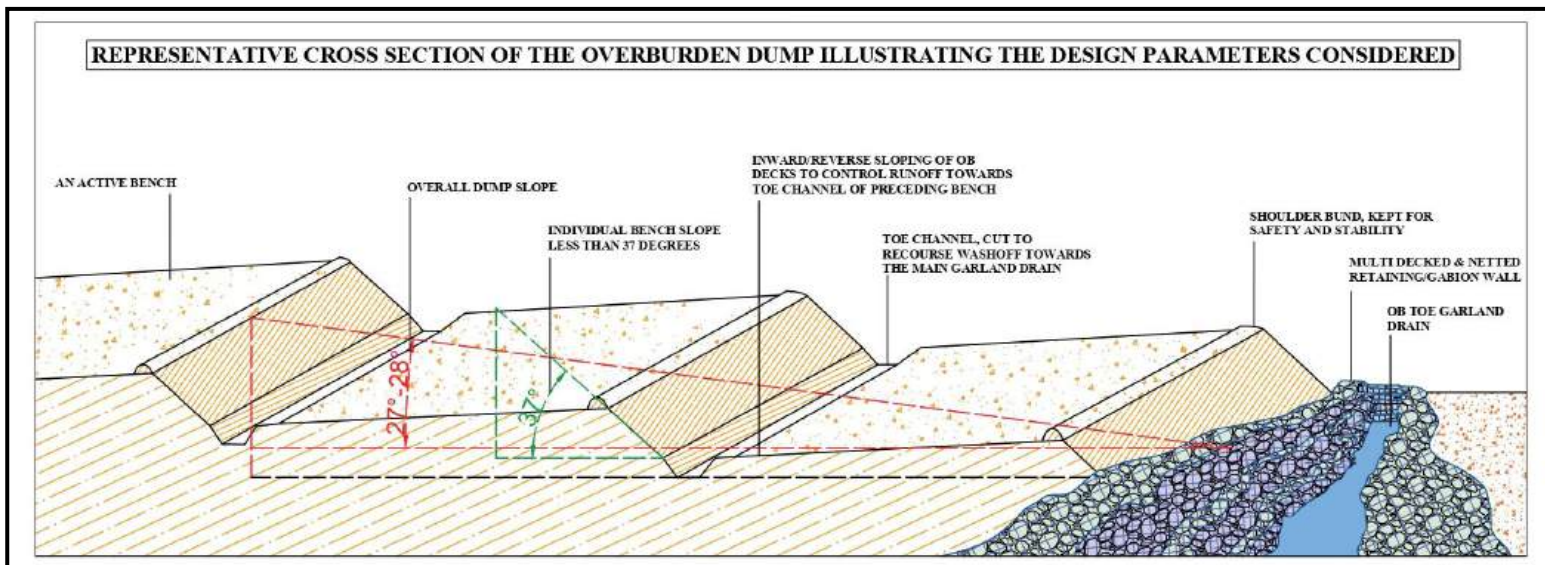 REPRESENTATIVE CROSS SECTION OF THE OVERBURDEN DUMP ILLUSTRATING THE DESIGN PARAMETERS CONSIDERED
AN ACTIVE BENCH
OVERALL DUMP SLOPE
INDIVIDUAL BENCH SLOPE
LESS THAN 37 DEGREES
INWARD/REVERSE SLOPING OF OB
DECKS TO CONTROL RUNOFF TOWARDS
TOE CHANNEL OF PRECEDING BENCH
TOE CHANNEL, CUT TO
RECOURSE WASHOFF TOWARDS
THE MAIN GARLAND DRAIN
SHOULDER BUND, KEPT FOR
SAFETY AND STABILITY
MULTI DECKED & NETTED
RETAINING/GABION WALL
OB TOE GARLAND
DRAIN
27°-28°
37°